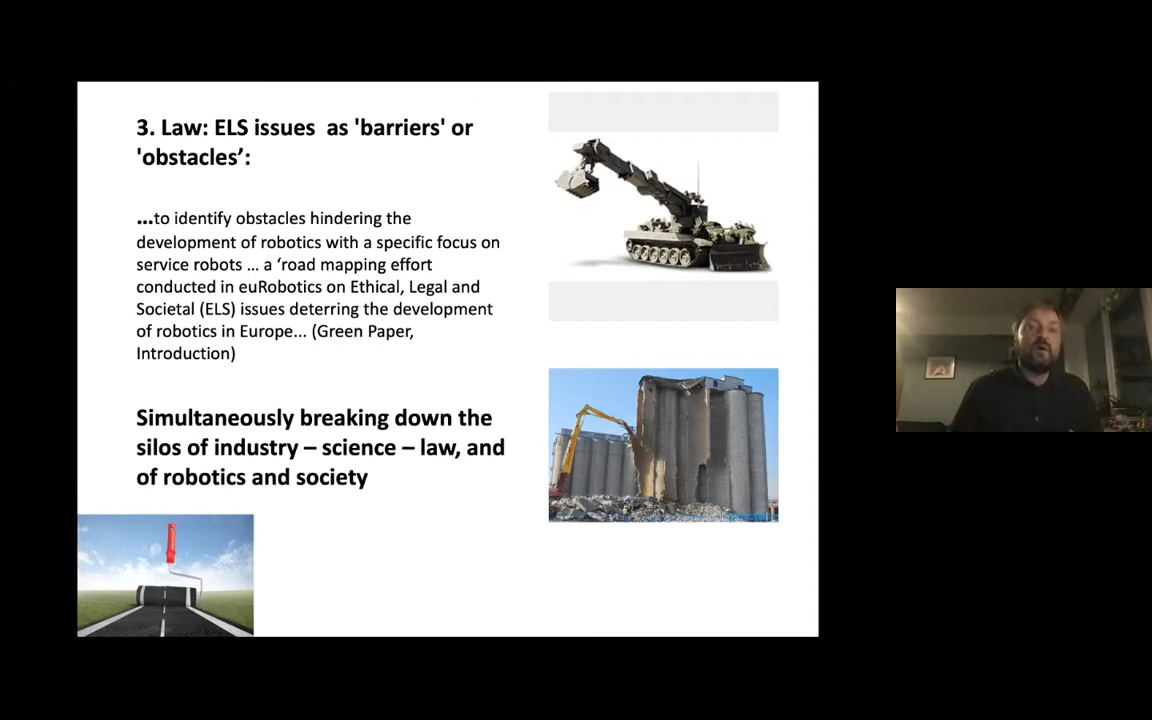 3. Law: ELS issues  as 'barriers' or
'obstacles’:
...to identify obstacles hindering the
development of robotics with a specific focus on
service robots ... a ‘road mapping effort
conducted in euRobotics on Ethical, Legal and
Societal (ELS) issues deterring the development
of robotics in Europe... (Green Paper,
Introduction)
Simultaneously breaking down the
silos of industry – science – law, and
of robotics and society